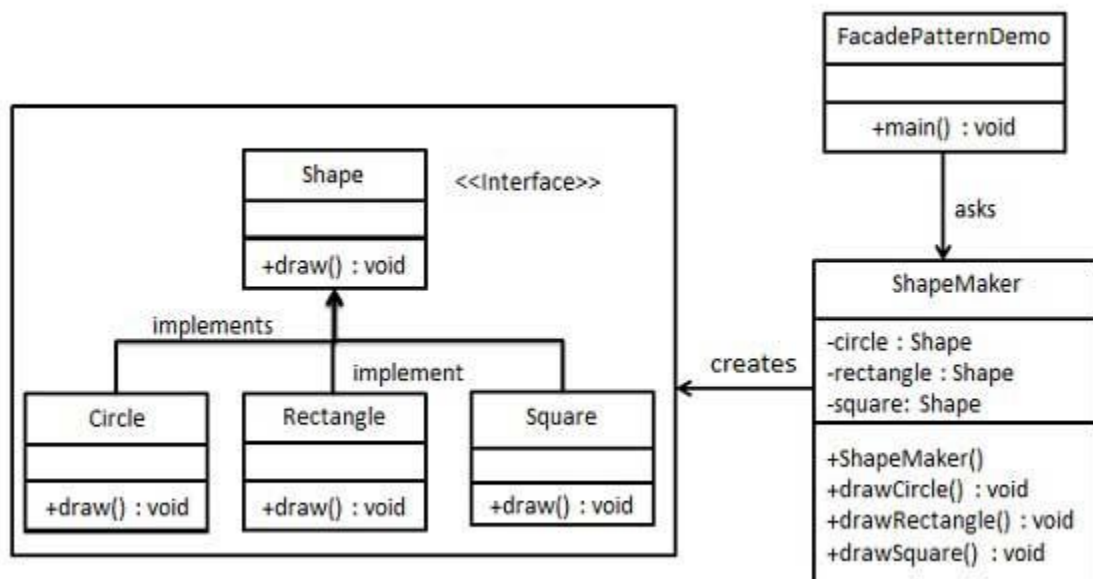 FacadePatternDemo
+main() : void
asks
Shape
<<Interface>>
+draw() : void
implements
implement
Circle
+draw() : void
Rectangle
+draw() : void
Square
+draw() : void
creates
ShapeMaker
-circle : Shape
-rectangle : Shape
-square: Shape
+ShapeMaker()
+drawCircle() : void
+drawRectangle() : void
+drawSquare() : void